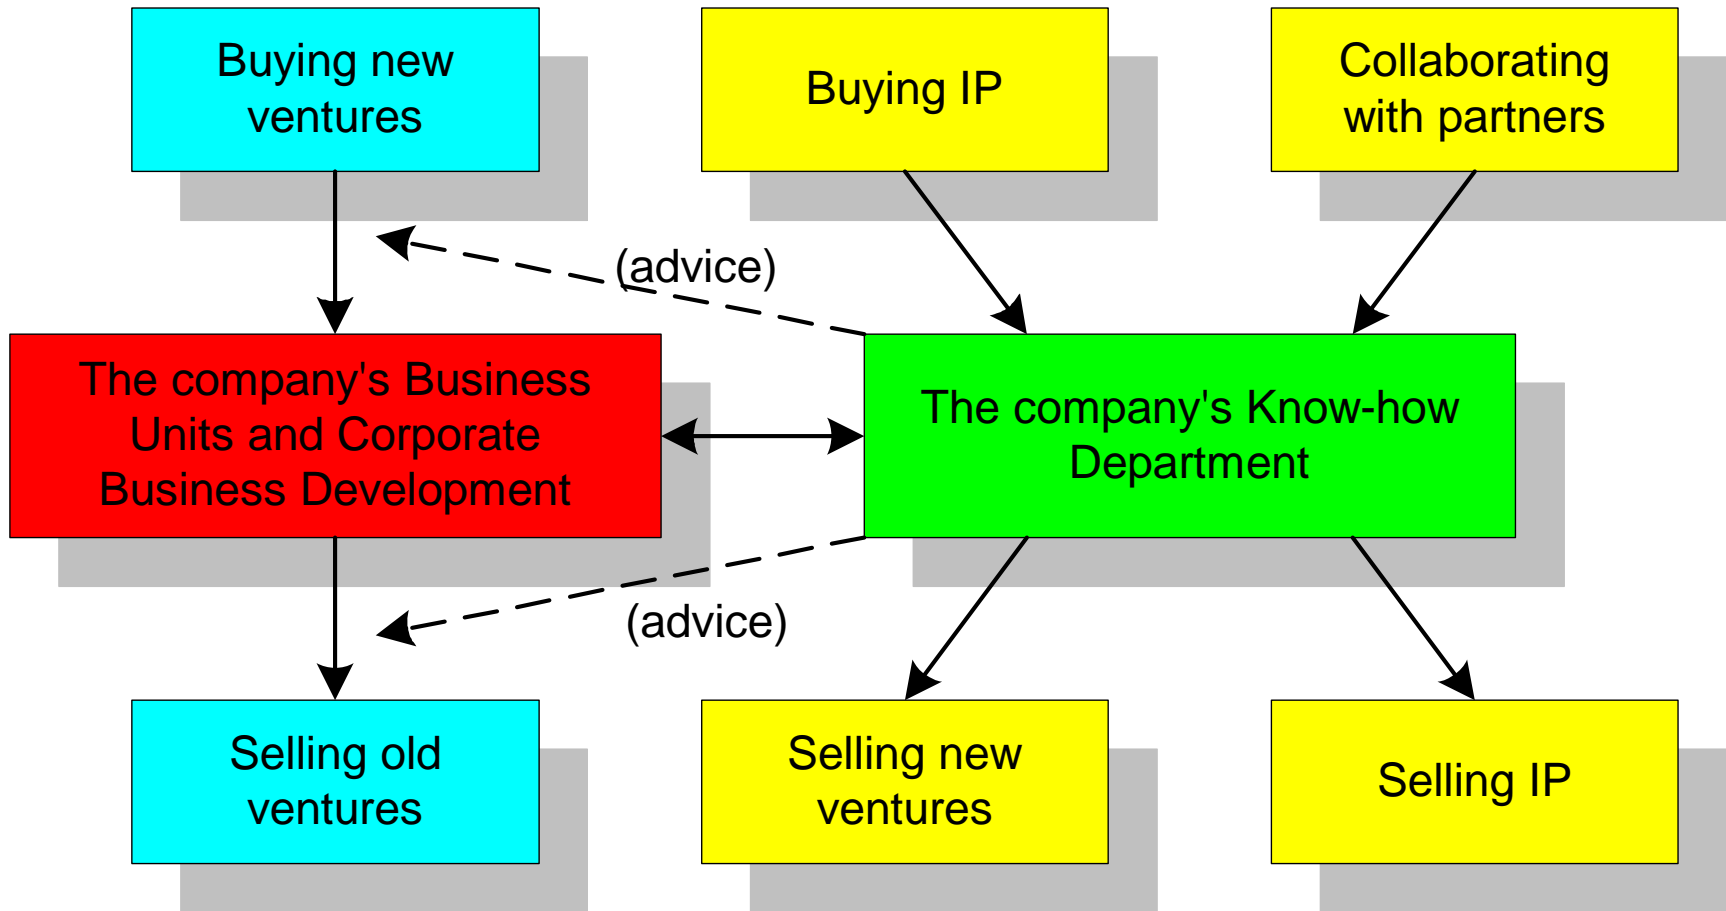 Buying new
ventures
Buying IP
Collaborating
with partners
(advice)
The company's Business
Units and Corporate
Business Development
The company's Know-how
Department
(advice)
Selling old
ventures
Selling new
ventures
Selling IP